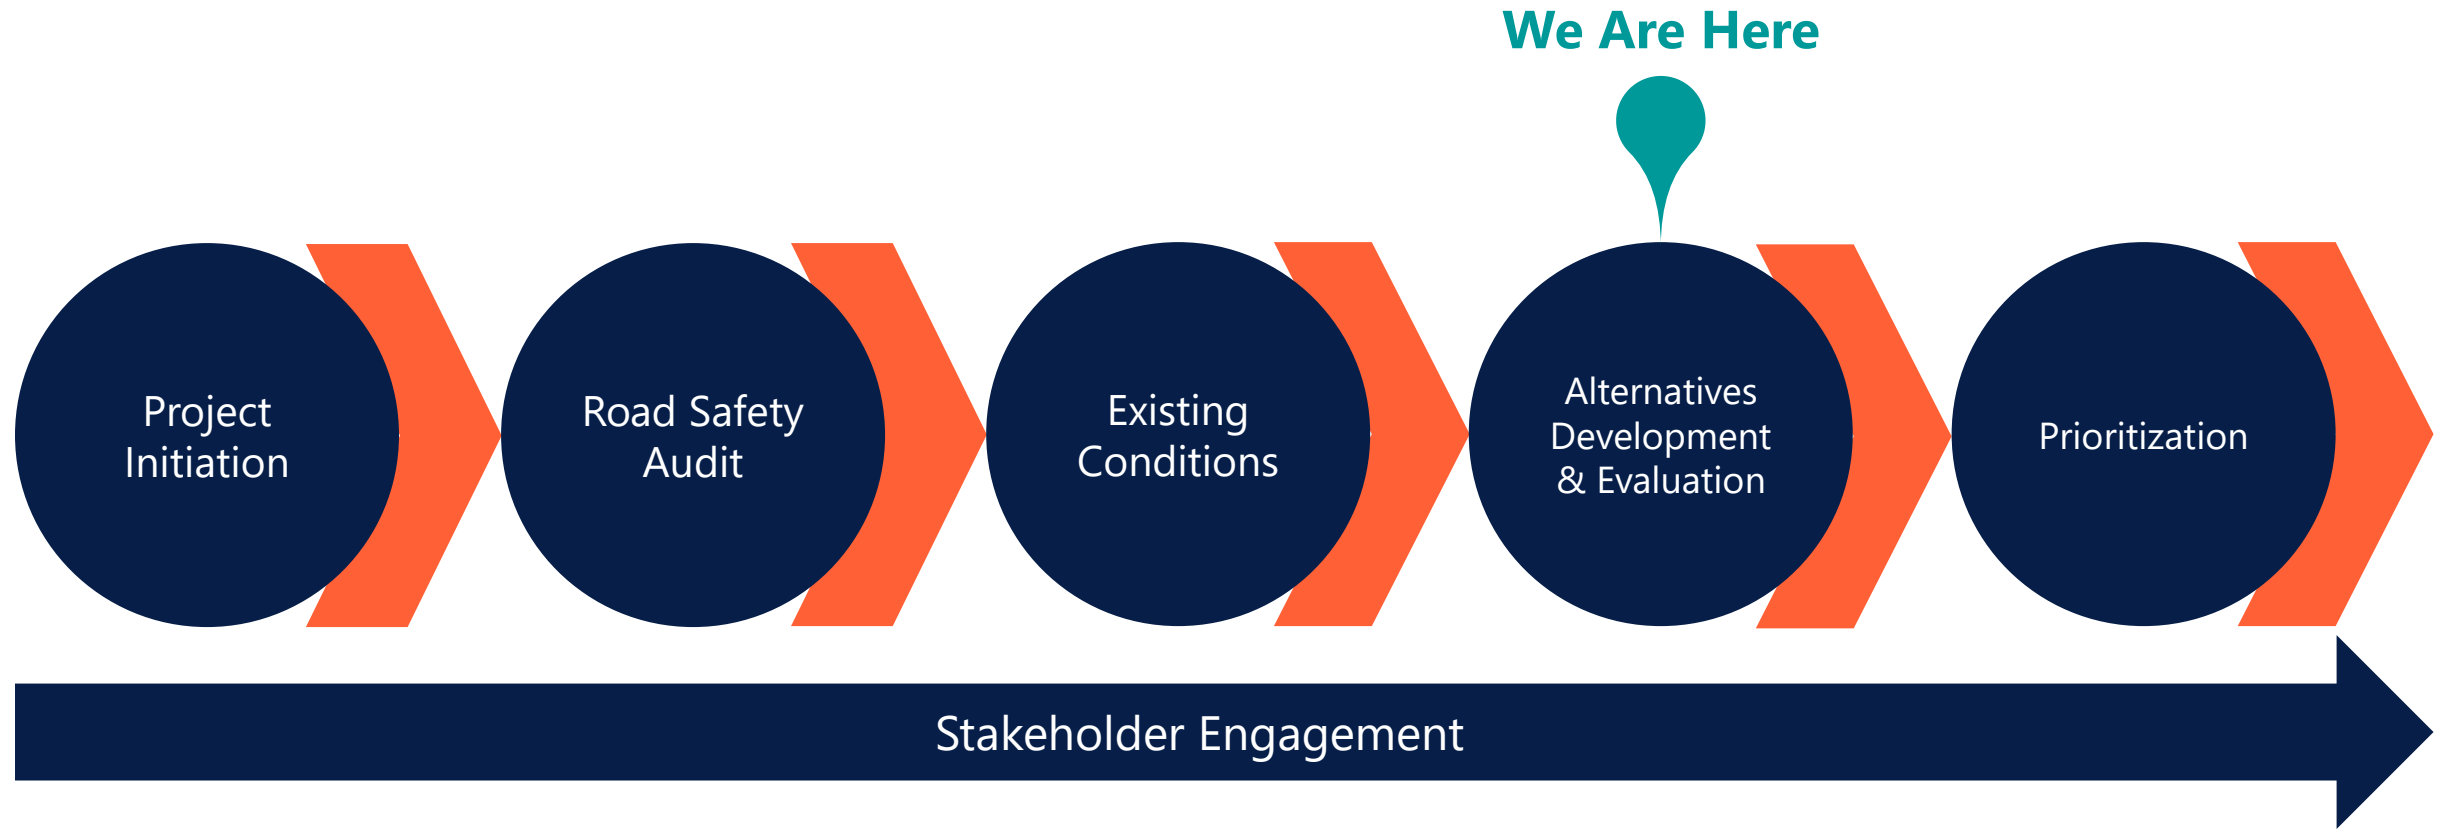 We Are Here
Project
Initiation
Road Safety
Audit
Existing
Conditions
Alternatives
Development
& Evaluation
Prioritization
Stakeholder Engagement